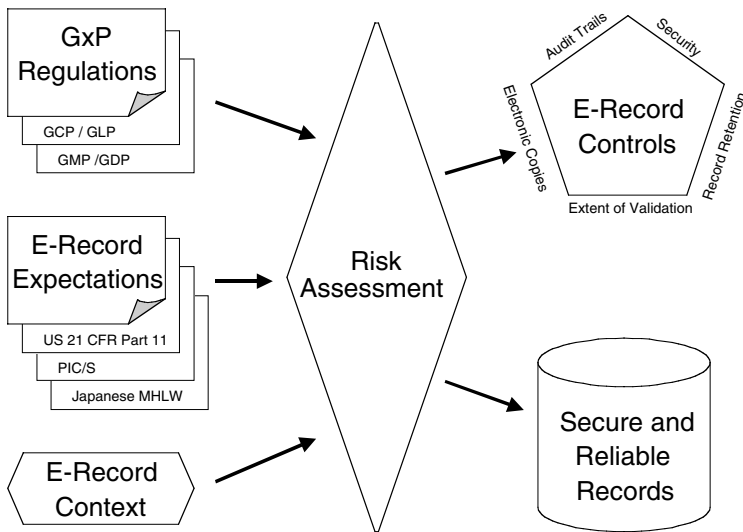 GxP
Regulations
GCP / GLP
GMP /GDP
E-Record
Expectations
US 21 CFR Part 11
PIC/S
Japanese MHLW
E-Record
Context
Risk
Assessment
Audit Trails
Security
Electronic Copies
E-Record
Controls
Record Retention
Extent of Validation
Secure and
Reliable
Records